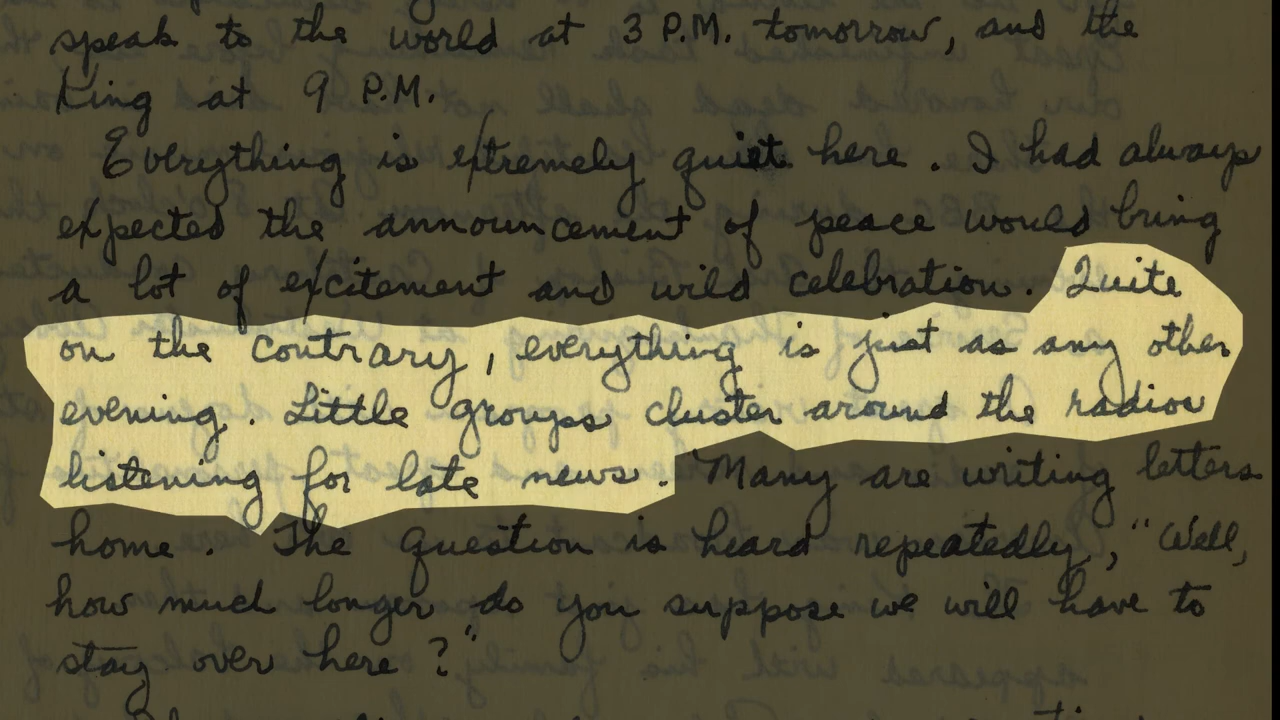 speak to the world at 3 P.M. tomorrow, and the
King at 9 P.M.
Everything is extremely quiet here. I had always
expected the announcement of peace would bring
a lot of excitement and wild celebration. Quite
on the contrary, everything is just as any other
evening. Little groups cluster around the radios
listening for late news. Many are writing letters
home. The question is heard repeatedly, "Well,
how much longer do you suppose we will have to
stay over here?"